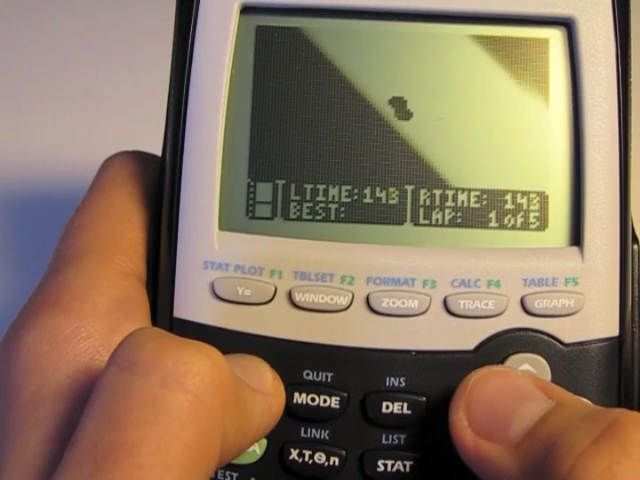 LTIME:143 RTIME: 143
BEST: LAP: 1 of 5
STAT PLOT F1 TBLSET F2 FORMAT F3 CALC F4 TABLE F5
Y= WINDOW ZOOM TRACE GRAPH
QUIT INS
MODE DEL
LINK LIST
A X,T,Θ,n STAT